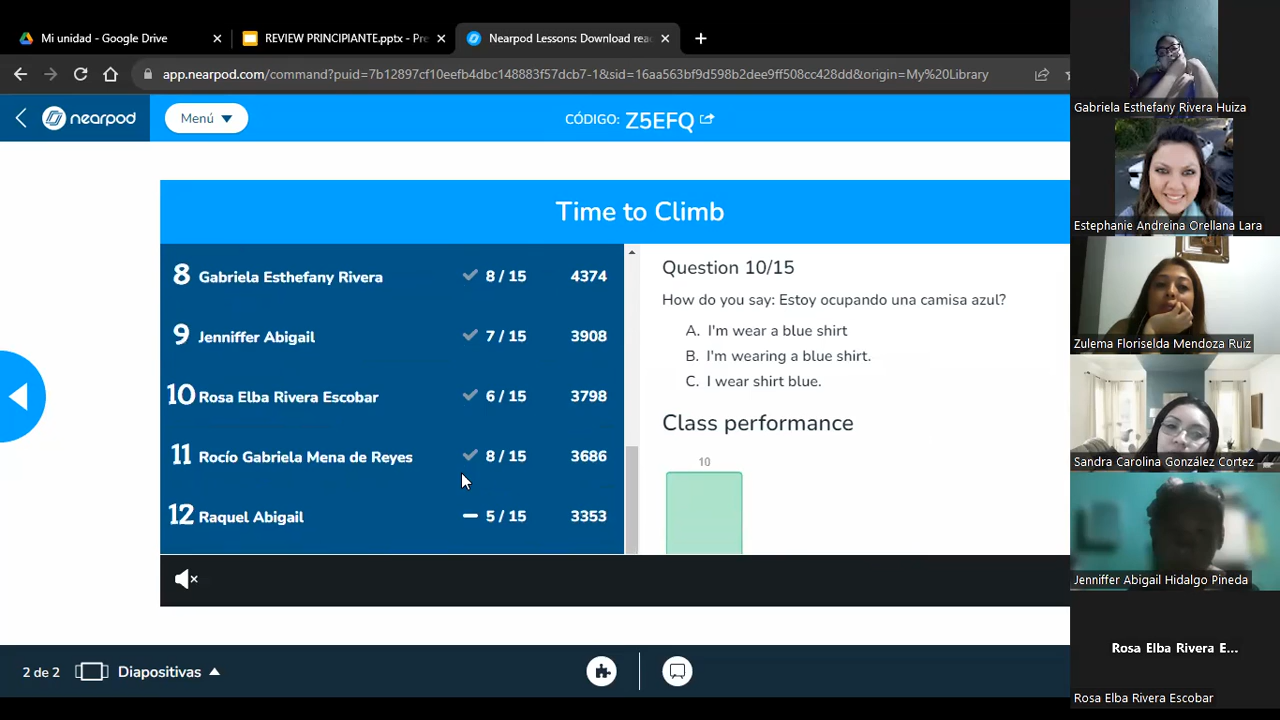 Mi unidad - Google Drive
REVIEW PRINCIPIANTE.pptx - Pre
Nearpod Lessons: Download rea
app.nearpod.com/command?puid=7b12897cf10eefb4dbc148883f57dcb7-1&sid=16aa563bf9d598b2dee9ff508cc428dd&origin=My%20Library
nearpod
Menú
CÓDIGO: Z5EFQ
Time to Climb
8 Gabriela Esthefany Rivera 8 / 15 4374
9 Jenniffer Abigail 7 / 15 3908
10 Rosa Elba Rivera Escobar 6 / 15 3798
11 Rocío Gabriela Mena de Reyes 8 / 15 3686
12 Raquel Abigail 5 / 15 3353
Question 10/15
How do you say: Estoy ocupando una camisa azul?
A. I'm wear a blue shirt
B. I'm wearing a blue shirt.
C. I wear shirt blue.
Class performance
10
2 de 2
Diapositivas
Gabriela Esthefany Rivera Huiza
Estephanie Andreina Orellana Lara
Zulema Floriselda Mendoza Ruiz
Sandra Carolina González Cortez
Jenniffer Abigail Hidalgo Pineda
Rosa Elba Rivera E...
Rosa Elba Rivera Escobar